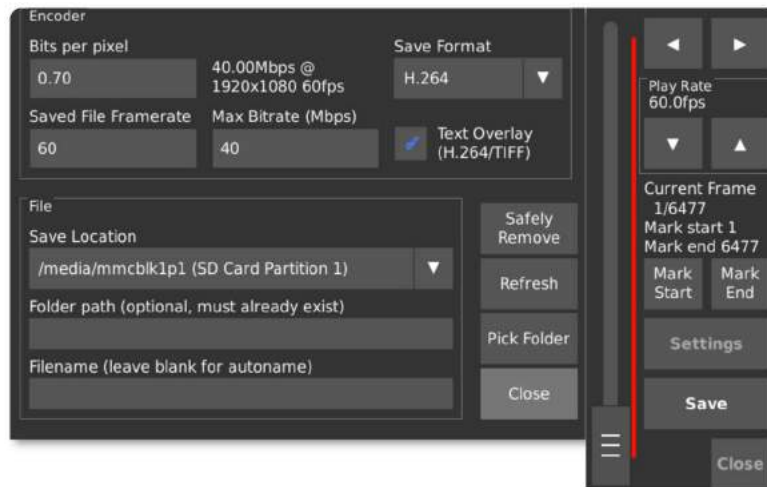 Encoder
Bits per pixel
0.70
40.00Mbps @
1920x1080 60fps
Save Format
H.264
Saved File Framerate
60
Max Bitrate (Mbps)
40
Text Overlay
(H.264/TIFF)
File
Save Location
/media/mmcblk1p1 (SD Card Partition 1)
Folder path (optional, must already exist)
Filename (leave blank for autoname)
Safely
Remove
Refresh
Pick Folder
Close
Play Rate
60.0fps
Current Frame
1/6477
Mark start 1
Mark end 6477
Mark
Start
Mark
End
Settings
Save
Close